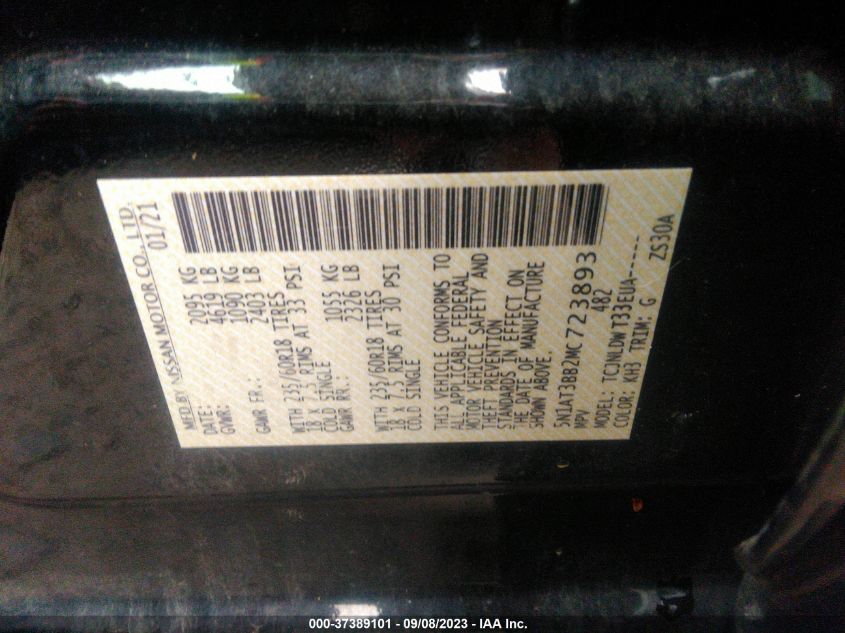 MFD BY NISSAN MOTOR CO., LTD.
DATE: 01/21
GVWR: 2095 KG
4619 LB
GAWR FR.: 1090 KG
2403 LB
WITH 235/60R18 TIRES
18 X 7.5 RIMS AT 33 PSI
COLD SINGLE
GAWR RR.: 1055 KG
2326 LB
WITH 235/60R18 TIRES
18 X 7.5 RIMS AT 30 PSI
COLD SINGLE
THIS VEHICLE CONFORMS TO
ALL APPLICABLE FEDERAL
MOTOR VEHICLE SAFETY AND
THEFT PREVENTION
STANDARDS IN EFFECT ON
THE DATE OF MANUFACTURE
SHOWN ABOVE.
5N1AT3BB2MC723893
MPV 482
MODEL: TCJNLDWT33EUA-----
COLOR: KH3 TRIM: G ZS30A
000-37389101 - 09/08/2023 - IAA Inc.